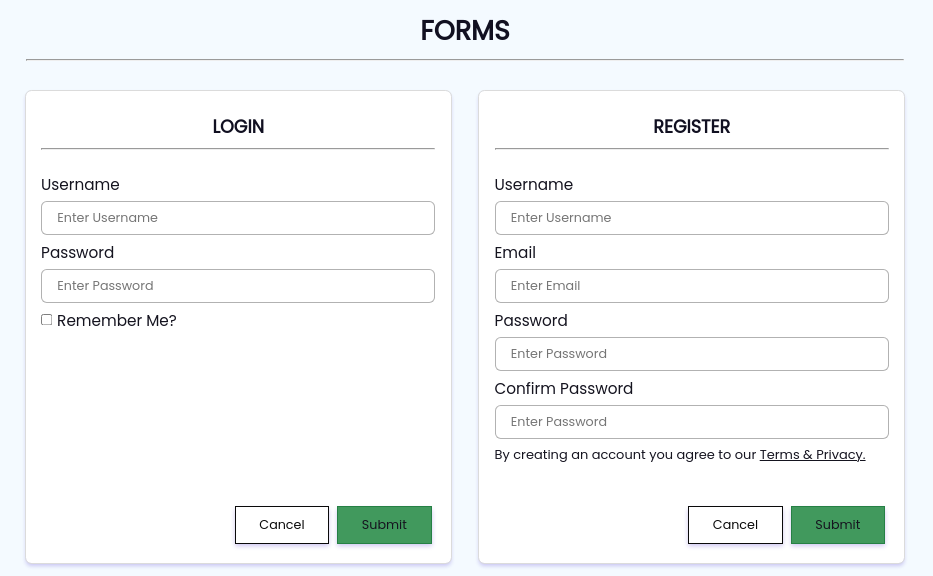 FORMS
LOGIN
Username
Enter Username
Password
Enter Password
Remember Me?
Cancel
Submit
REGISTER
Username
Enter Username
Email
Enter Email
Password
Enter Password
Confirm Password
Enter Password
By creating an account you agree to our Terms & Privacy.
Cancel
Submit